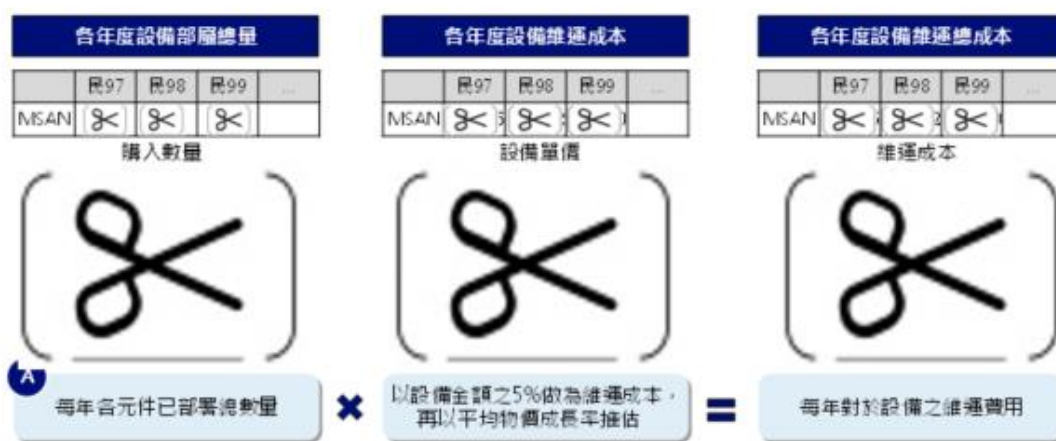 各年度設備部屬總量
各年度設備維運成本
各年度設備維運總成本
民97 民98 民99 ...
MSAN
民97 民98 民99 ...
MSAN
民97 民98 民99 ...
MSAN
購入數量
設備單價
維運成本
A
每年各元件已部署總數量
以設備金額之5%做為維運成本，
再以平均物價成長率推估
每年對於設備之維運費用